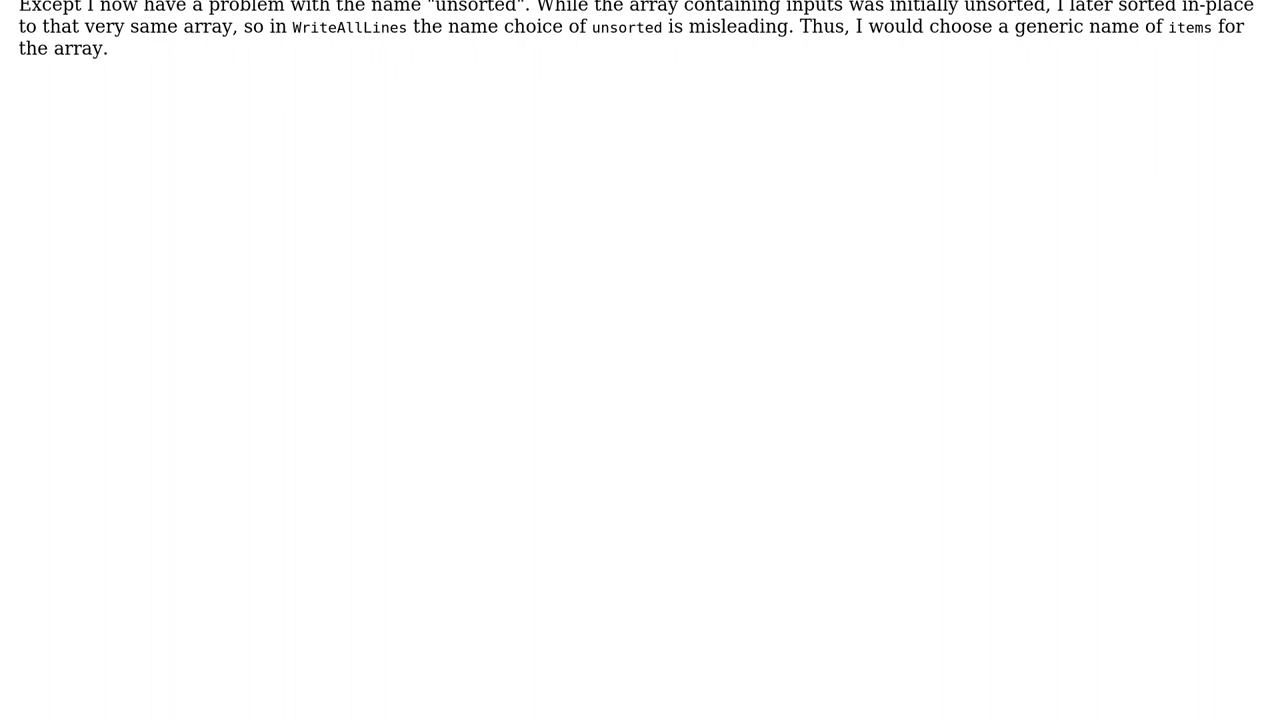 Except I now have a problem with the name "unsorted". While the array containing inputs was initially unsorted, I later sorted in-place
to that very same array, so in WriteAllLines the name choice of unsorted is misleading. Thus, I would choose a generic name of items for
the array.